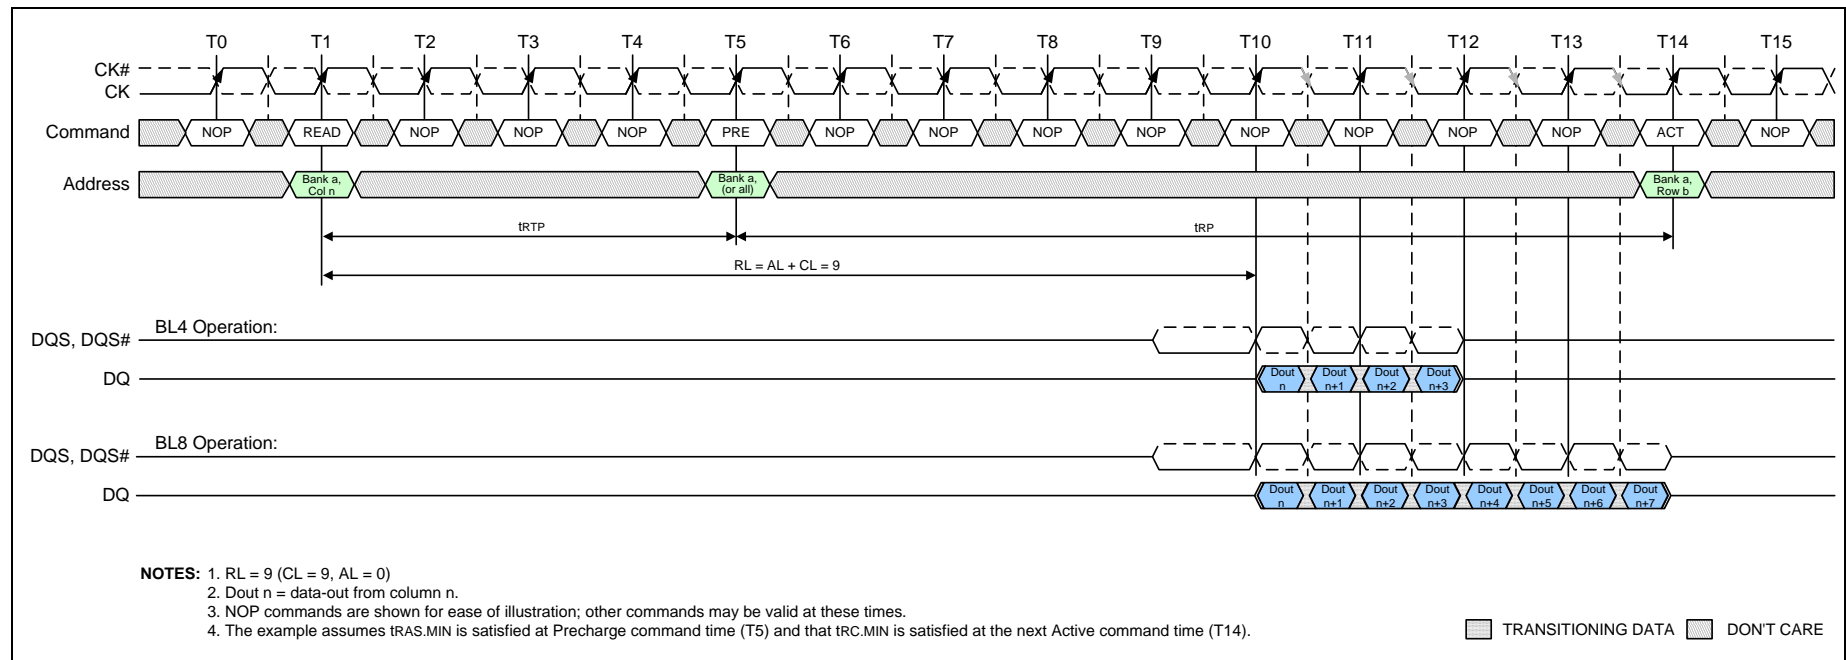 T0 T1 T2 T3 T4 T5 T6 T7 T8 T9 T10 T11 T12 T13 T14 T15
CK#
CK
Command NOP READ NOP NOP NOP PRE NOP NOP NOP NOP NOP NOP NOP NOP ACT NOP
Address Bank a, Col n Bank a, (or all) Bank a, Row b
tRTP tRP
RL = AL + CL = 9
BL4 Operation:
DQS, DQS#
DQ Dout n Dout n+1 Dout n+2 Dout n+3
BL8 Operation:
DQS, DQS#
DQ Dout n Dout n+1 Dout n+2 Dout n+3 Dout n+4 Dout n+5 Dout n+6 Dout n+7
NOTES: 1. RL = 9 (CL = 9, AL = 0)
2. Dout n = data-out from column n.
3. NOP commands are shown for ease of illustration; other commands may be valid at these times.
4. The example assumes tRAS.MIN is satisfied at Precharge command time (T5) and that tRC.MIN is satisfied at the next Active command time (T14).
TRANSITIONING DATA DON'T CARE